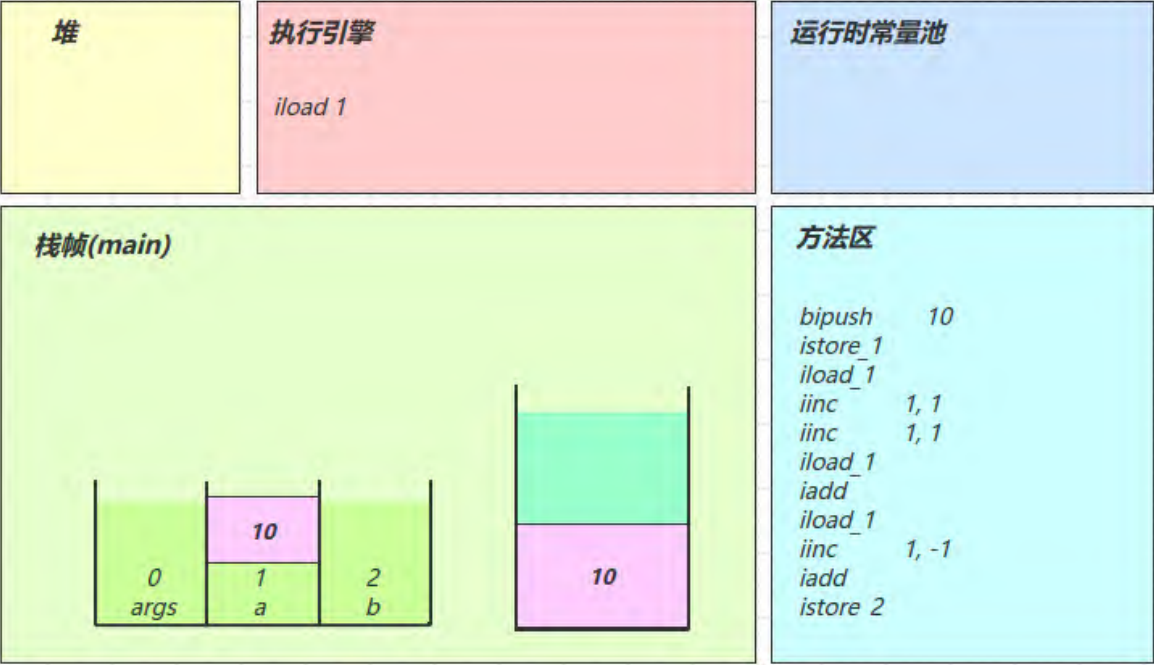 堆
执行引擎
iload 1
运行时常量池
栈帧(main)
10
0 1 2
args a b
10
方法区
bipush 10
istore_1
iload_1
iinc 1, 1
iinc 1, 1
iload_1
iadd
iload_1
iinc 1, -1
iadd
istore 2